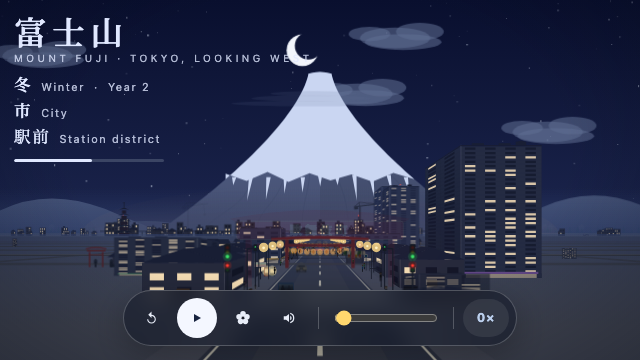 富士山
MOUNT FUJI · TOKYO, LOOKING WEST
冬 Winter · Year 2
市 City
駅前 Station district
0×